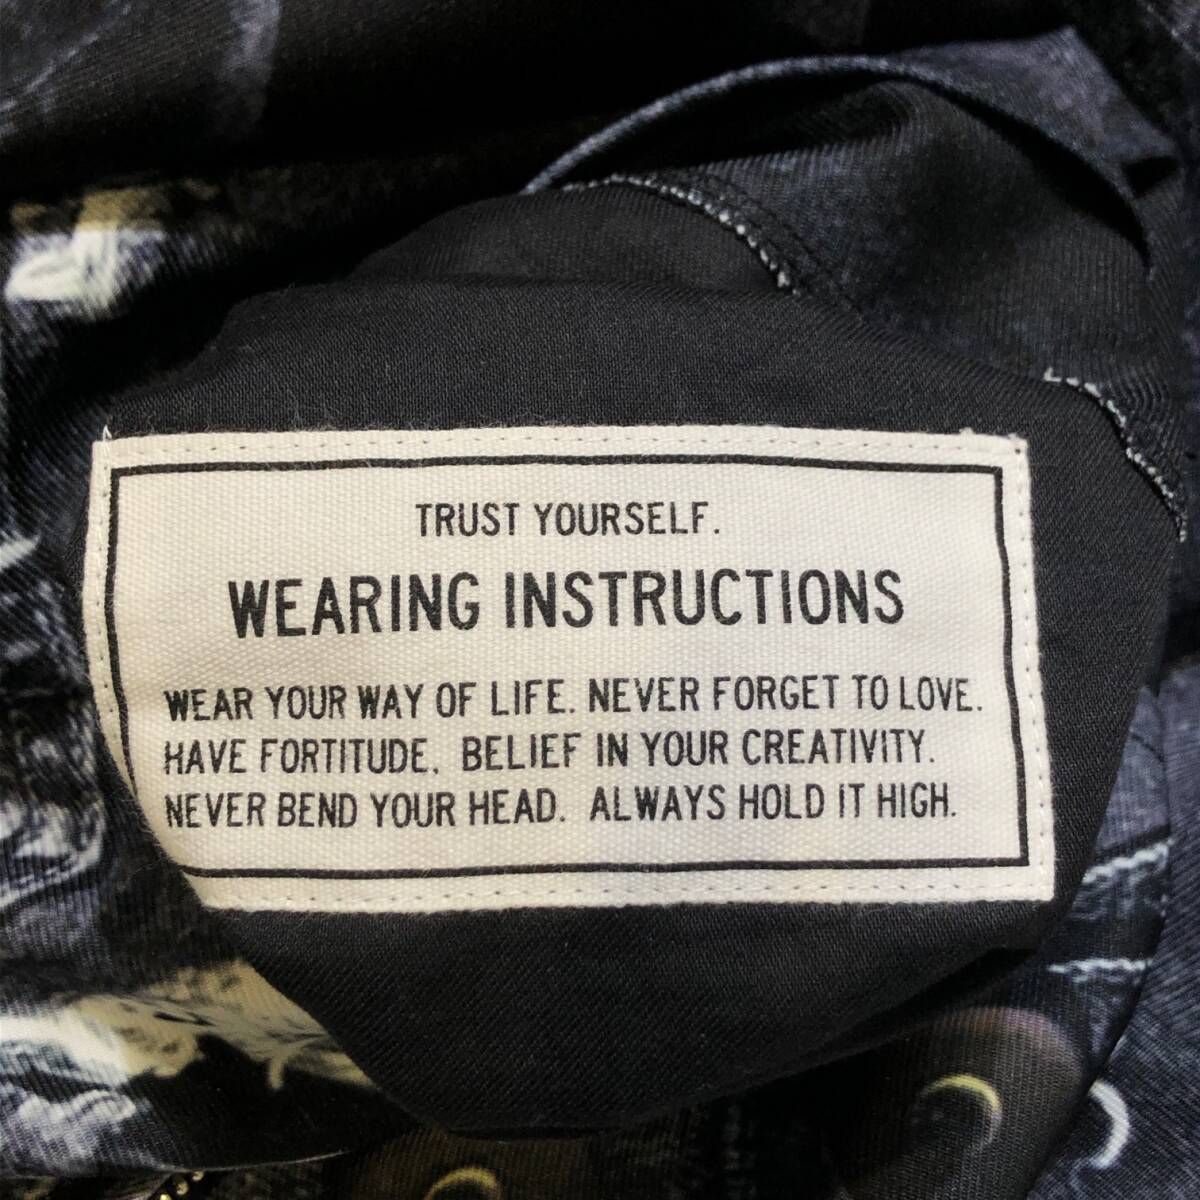 TRUST YOURSELF.
WEARING INSTRUCTIONS
WEAR YOUR WAY OF LIFE. NEVER FORGET TO LOVE.
HAVE FORTITUDE. BELIEF IN YOUR CREATIVITY.
NEVER BEND YOUR HEAD. ALWAYS HOLD IT HIGH.